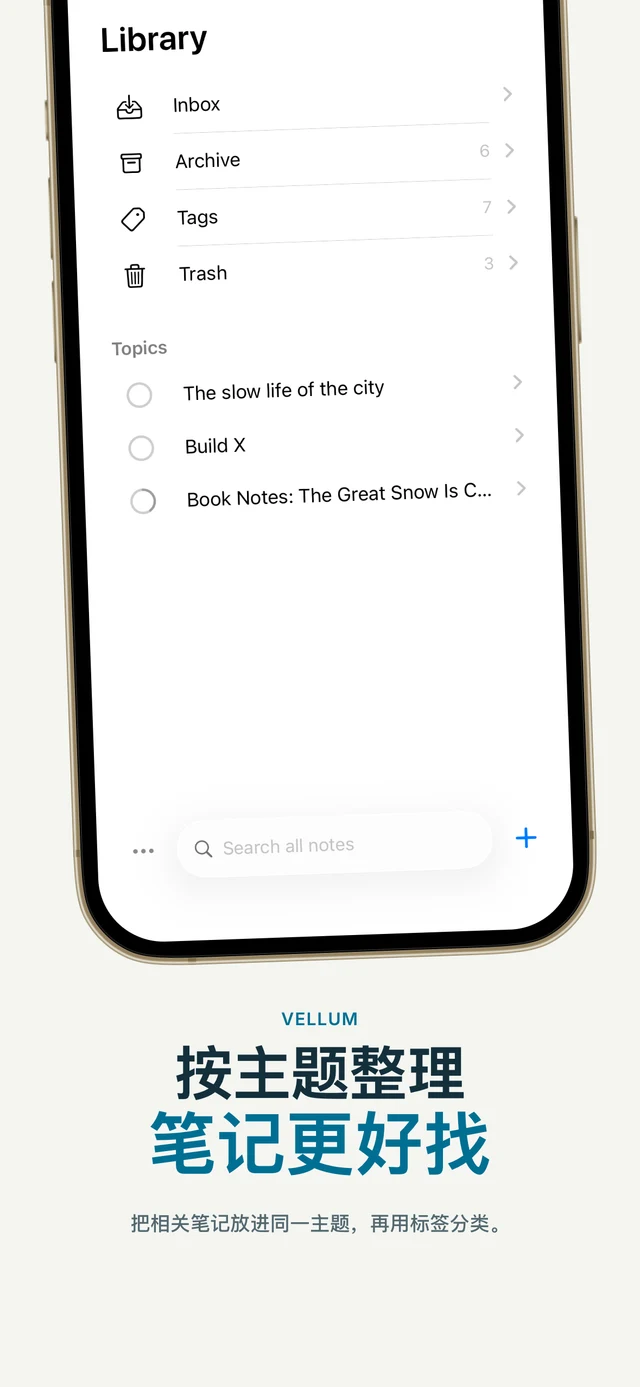 Library
Inbox
Archive 6
Tags 7
Trash 3
Topics
The slow life of the city
Build X
Book Notes: The Great Snow Is C...
Search all notes
VELLUM
按主题整理
笔记更好找
把相关笔记放进同一主题，再用标签分类。